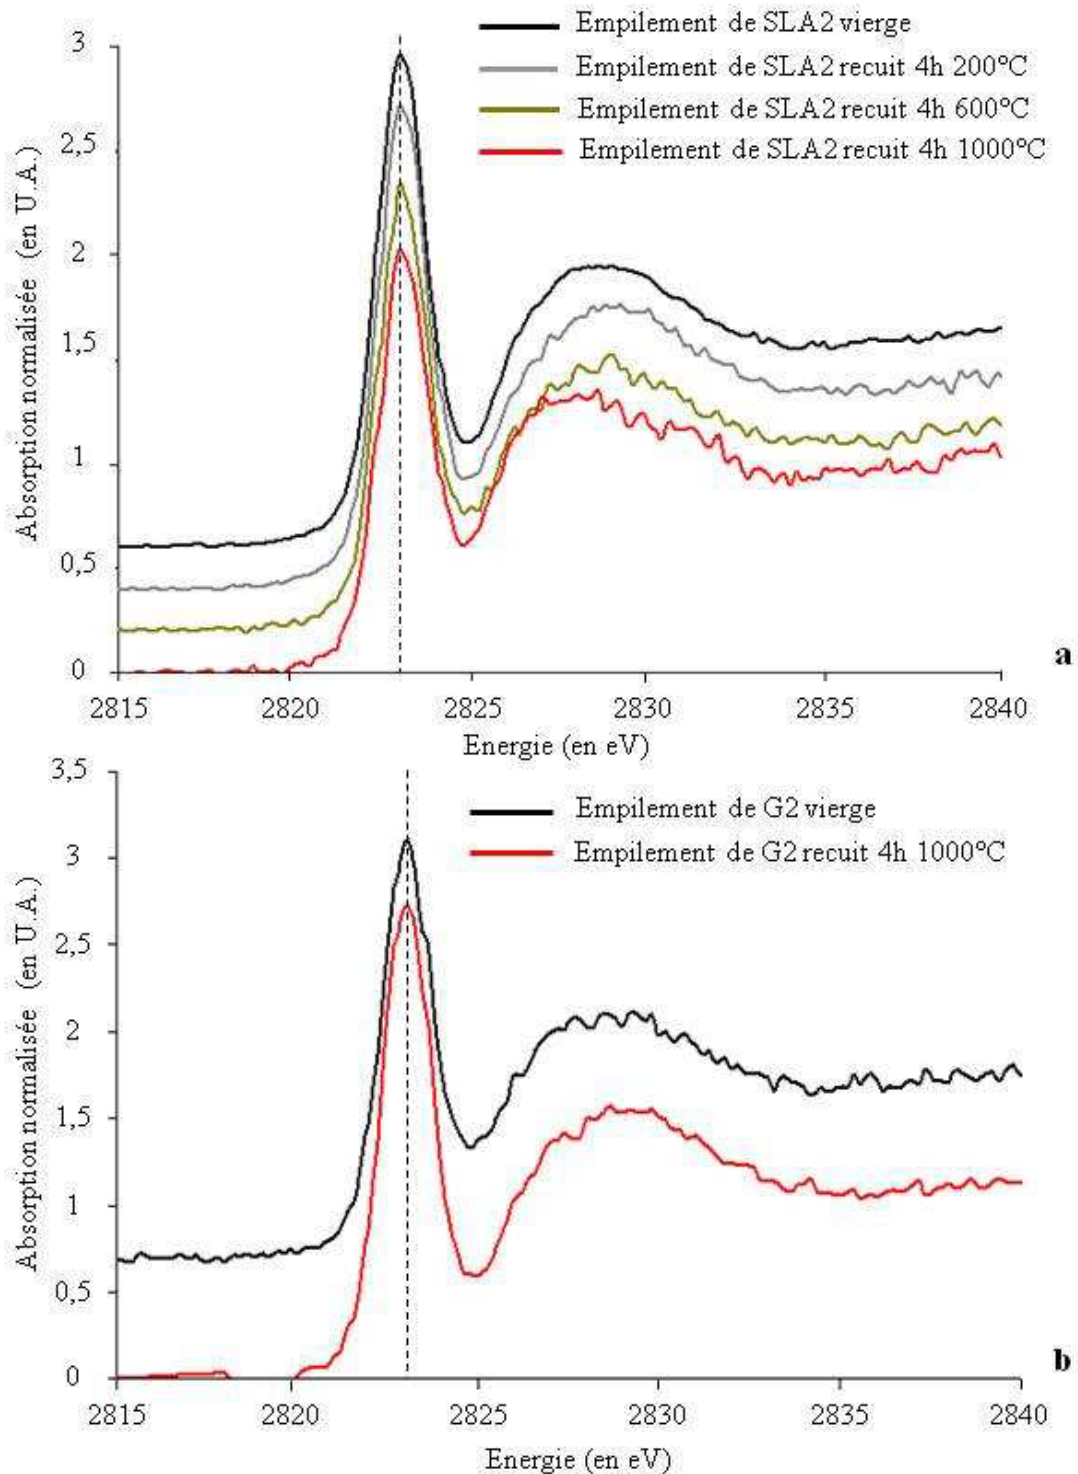 Empilement de SLA2 vierge
Empilement de SLA2 recuit 4h 200°C
Empilement de SLA2 recuit 4h 600°C
Empilement de SLA2 recuit 4h 1000°C
Absorption normalisée (en U.A.)
3
2,5
2
1,5
1
0,5
0
2815 2820 2825 2830 2835 2840
Energie (en eV)
a
Empilement de G2 vierge
Empilement de G2 recuit 4h 1000°C
Absorption normalisée (en U.A.)
3,5
3
2,5
2
1,5
1
0,5
0
2815 2820 2825 2830 2835 2840
Energie (en eV)
b